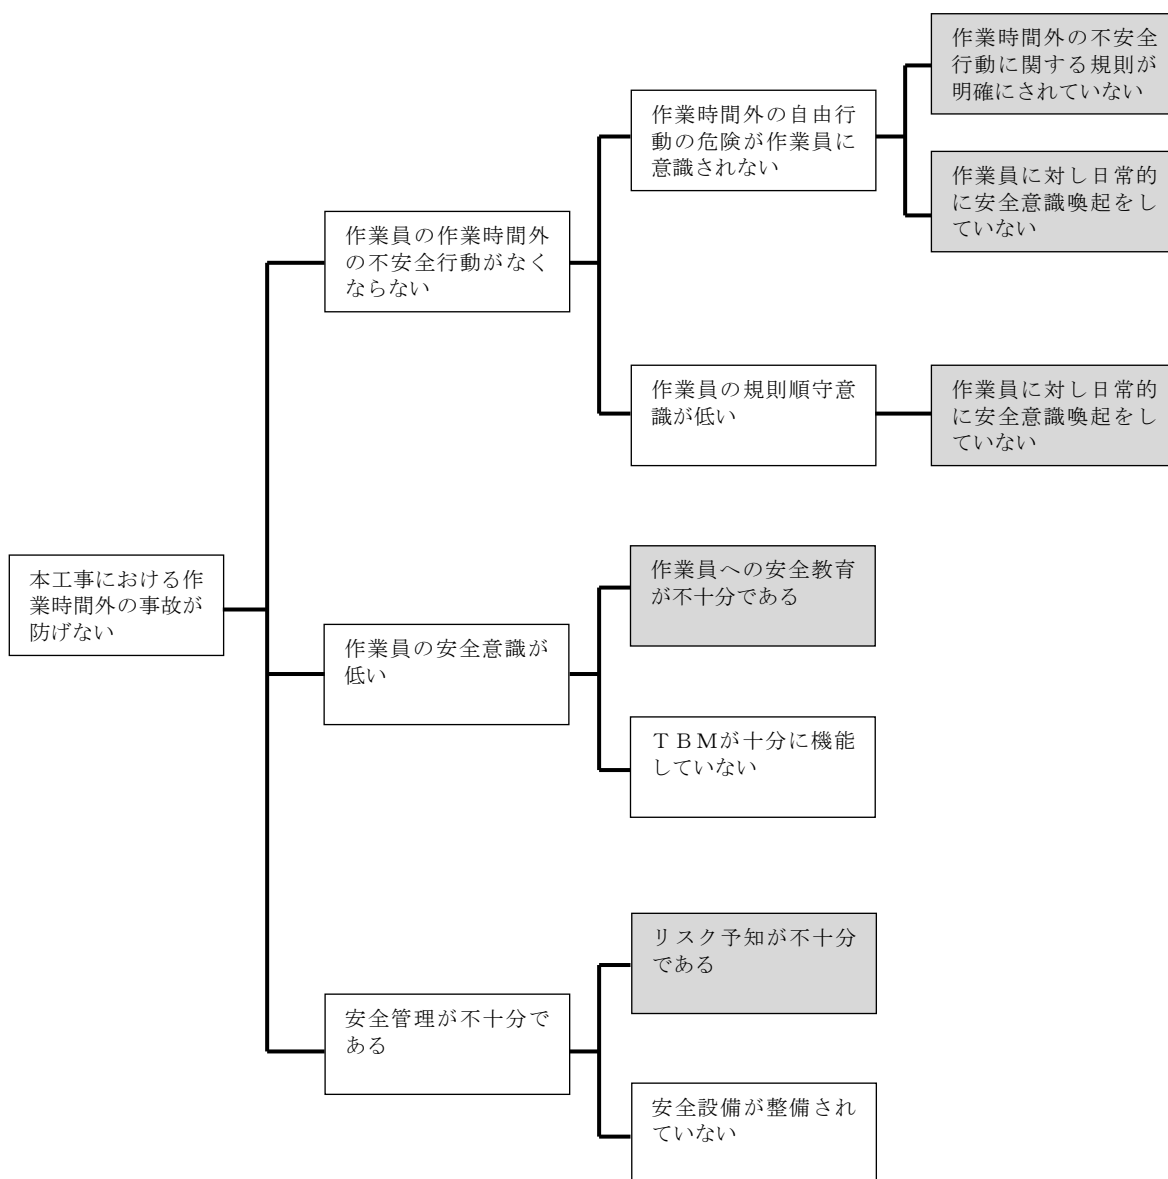 本工事における作
業時間外の事故が
防げない
作業員の作業時間外
の不安全行動がなく
ならない
作業時間外の自由行
動の危険が作業員に
意識されない
作業時間外の不安全
行動に関する規則が
明確にされていない
作業員に対し日常的
に安全意識喚起をし
ていない
作業員の規則順守意
識が低い
作業員に対し日常的
に安全意識喚起をし
ていない
作業員の安全意識が
低い
作業員への安全教育
が不十分である
ＴＢＭが十分に機能
していない
安全管理が不十分で
ある
リスク予知が不十分
である
安全設備が整備され
ていない